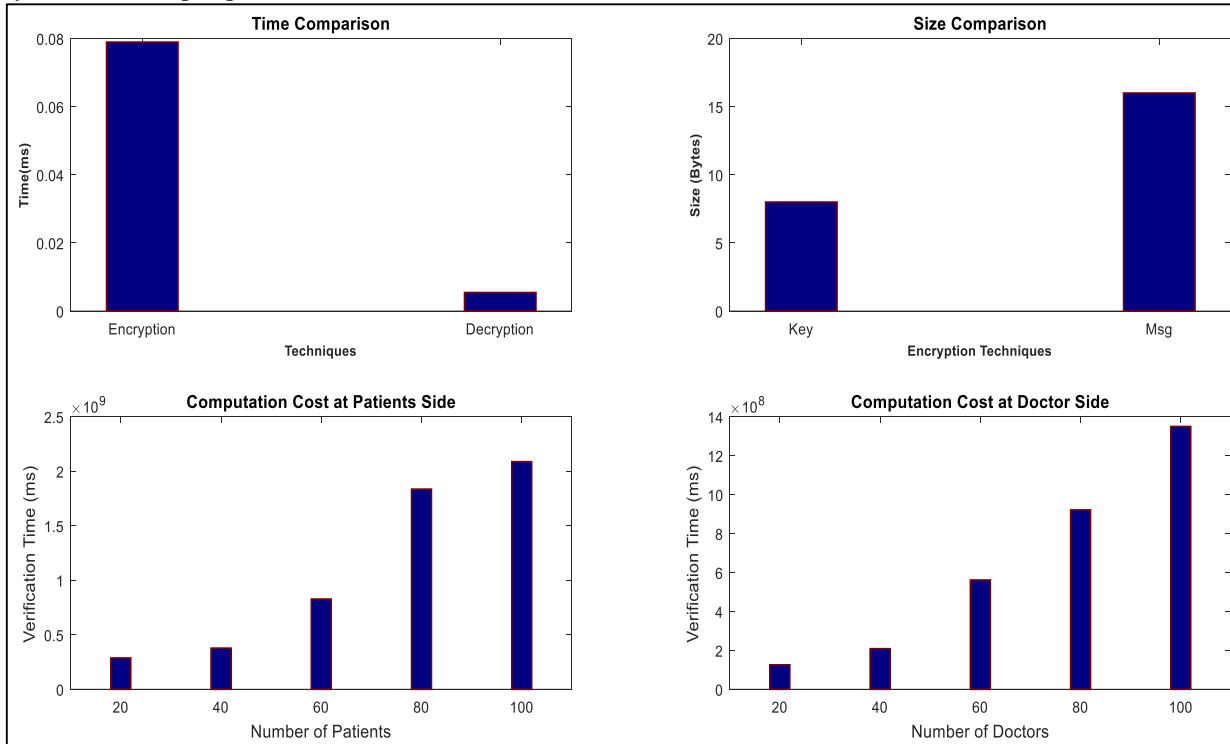 Time Comparison
0.08
0.06
0.04
0.02
0
Time(ms)
Encryption Decryption
Techniques
Size Comparison
20
15
10
5
0
Size (Bytes)
Key Msg
Encryption Techniques
Computation Cost at Patients Side
×10^9
2.5
2
1.5
1
0.5
0
Verification Time (ms)
20 40 60 80 100
Number of Patients
Computation Cost at Doctor Side
×10^8
14
12
10
8
6
4
2
0
Verification Time (ms)
20 40 60 80 100
Number of Doctors